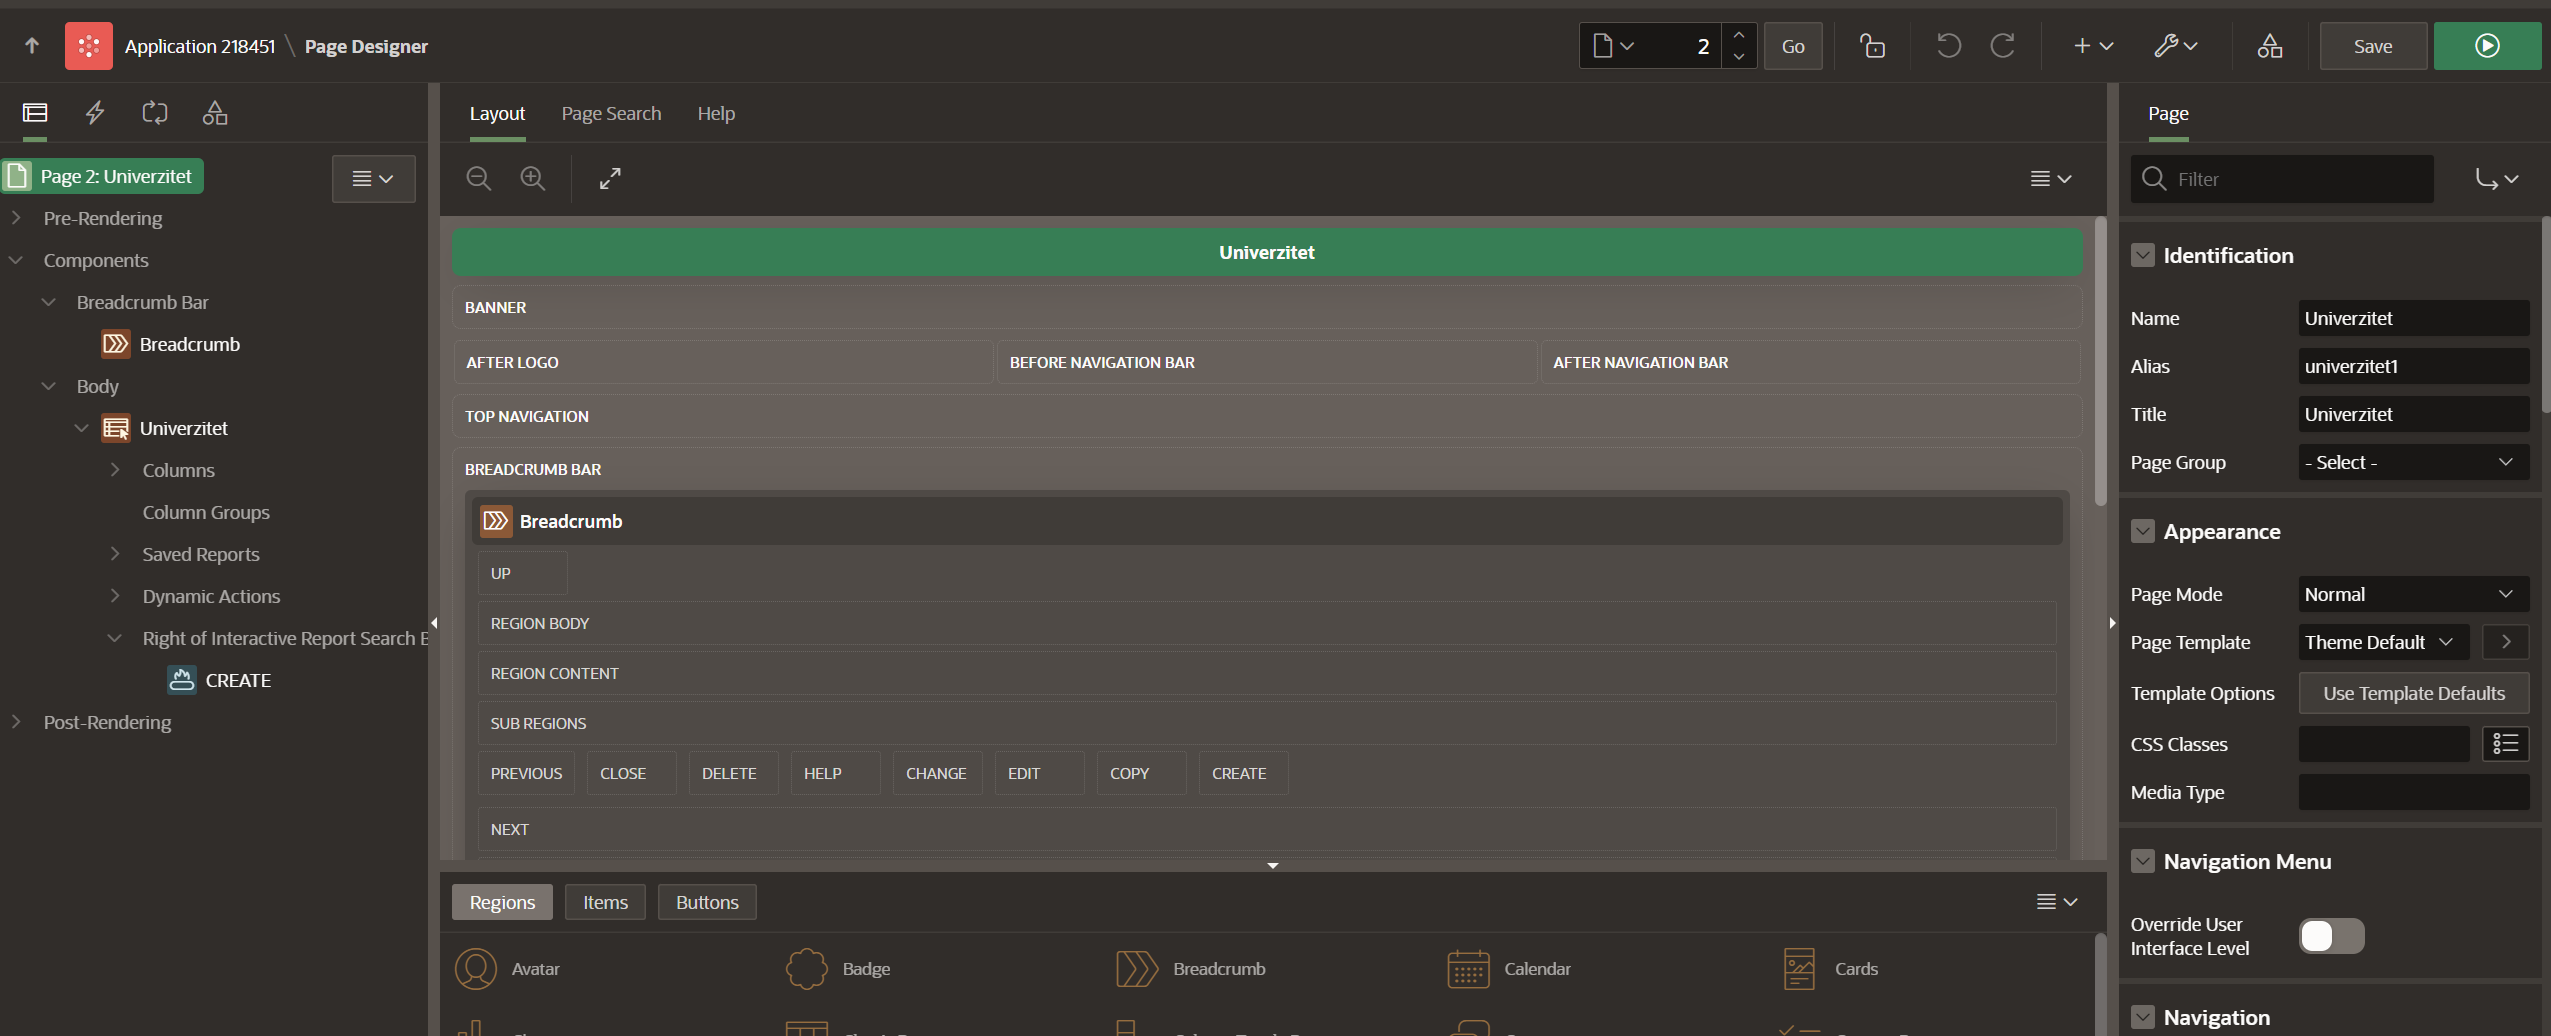 Application 218451 \ Page Designer
2
Go
Save
Layout
Page Search
Help
Page
Page 2: Univerzitet
Pre-Rendering
Components
Breadcrumb Bar
Breadcrumb
Body
Univerzitet
Columns
Column Groups
Saved Reports
Dynamic Actions
Right of Interactive Report Search
CREATE
Post-Rendering
Univerzitet
BANNER
AFTER LOGO
BEFORE NAVIGATION BAR
AFTER NAVIGATION BAR
TOP NAVIGATION
BREADCRUMB BAR
Breadcrumb
UP
REGION BODY
REGION CONTENT
SUB REGIONS
PREVIOUS
CLOSE
DELETE
HELP
CHANGE
EDIT
COPY
CREATE
NEXT
Regions
Items
Buttons
Avatar
Badge
Breadcrumb
Calendar
Cards
Filter
Identification
Name
Univerzitet
Alias
univerzitet1
Title
Univerzitet
Page Group
- Select -
Appearance
Page Mode
Normal
Page Template
Theme Default
Template Options
Use Template Defaults
CSS Classes
Media Type
Navigation Menu
Override User
Interface Level
Navigation